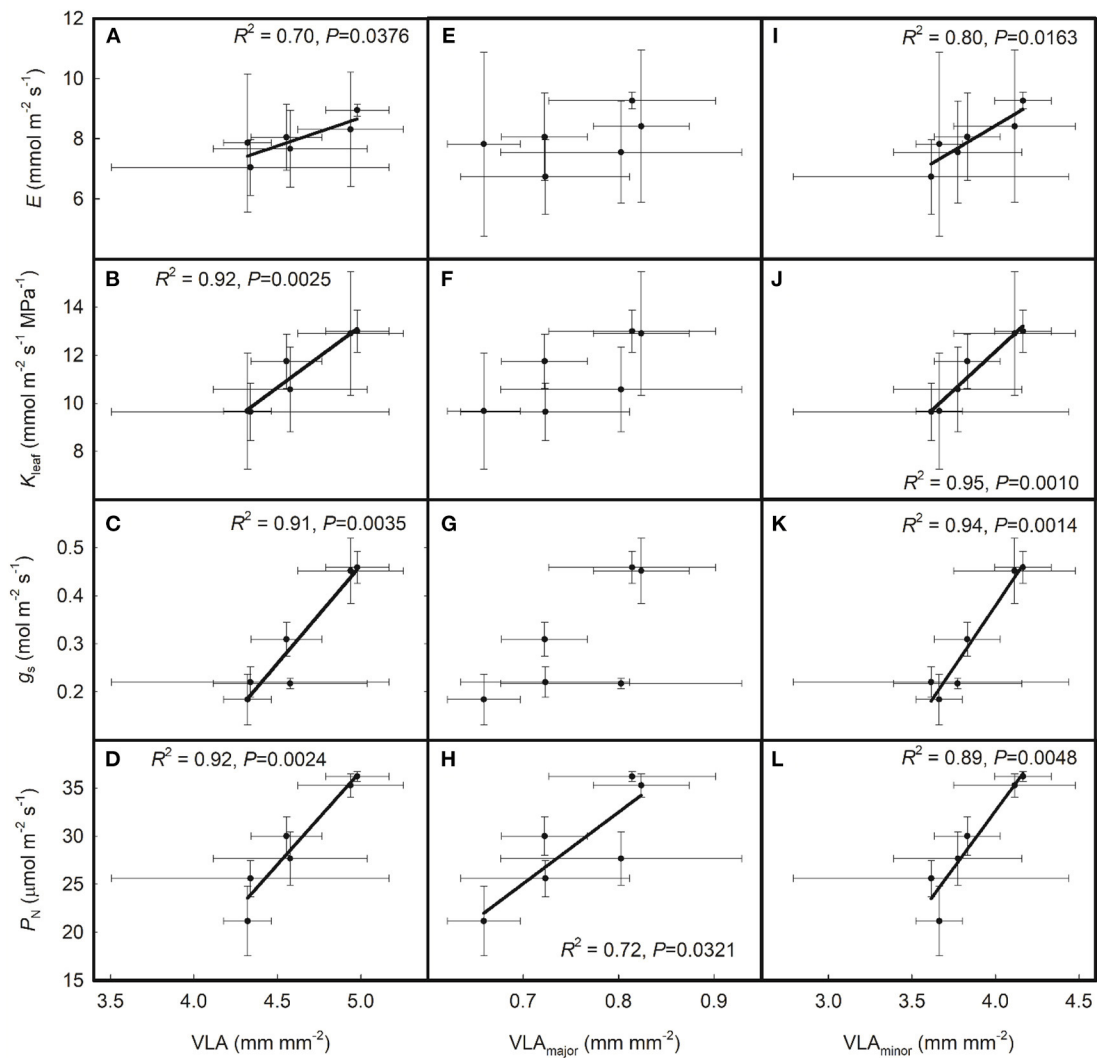 A
R² = 0.70, P=0.0376
E
I
R² = 0.80, P=0.0163
12
10
8
6
E (mmol m⁻² s⁻¹)
B
R² = 0.92, P=0.0025
F
J
R² = 0.95, P=0.0010
14
12
10
8
K_leaf (mmol m⁻² s⁻¹ MPa⁻¹)
C
R² = 0.91, P=0.0035
G
K
R² = 0.94, P=0.0014
0.5
0.4
0.3
0.2
g_s (mol m⁻² s⁻¹)
D
R² = 0.92, P=0.0024
H
R² = 0.72, P=0.0321
L
R² = 0.89, P=0.0048
35
30
25
20
15
P_N (μmol m⁻² s⁻¹)
3.5 4.0 4.5 5.0
0.7 0.8 0.9
3.0 3.5 4.0 4.5
VLA (mm mm⁻²)
VLA_major (mm mm⁻²)
VLA_minor (mm mm⁻²)